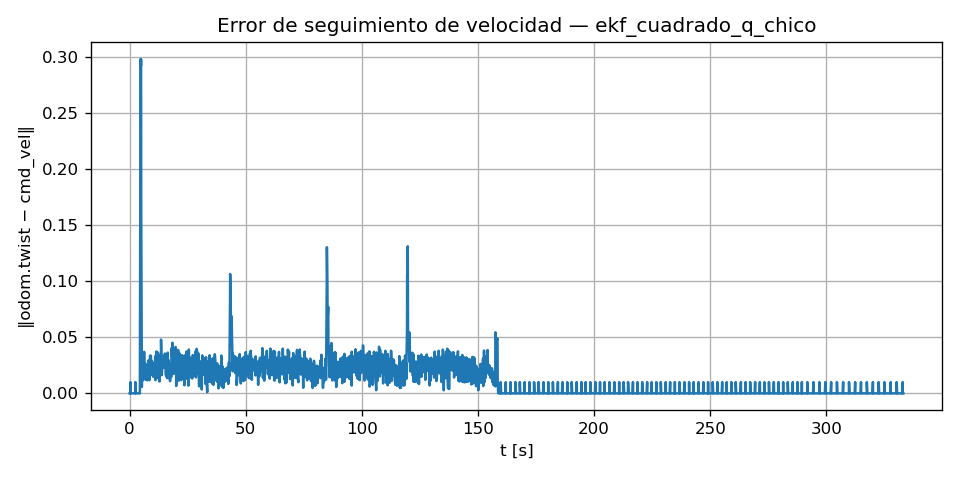 Error de seguimiento de velocidad — ekf_cuadrado_q_chico
0.30
0.25
0.20
0.15
0.10
0.05
0.00
‖odom.twist − cmd_vel‖
0 50 100 150 200 250 300
t [s]